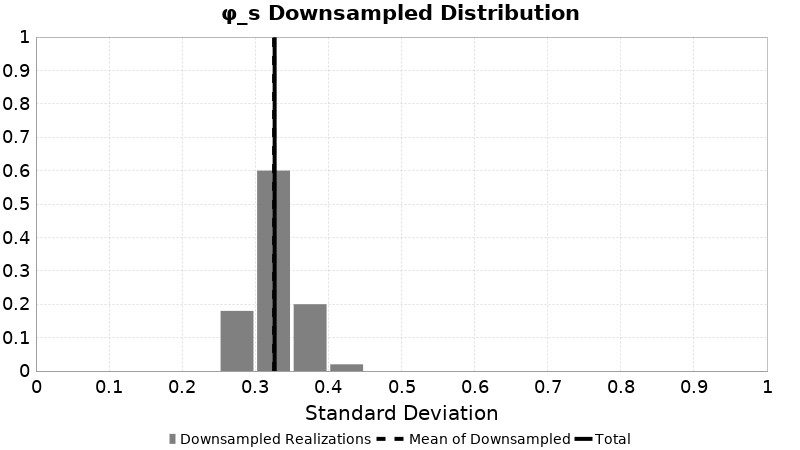 φ_s Downsampled Distribution
1
0.9
0.8
0.7
0.6
0.5
0.4
0.3
0.2
0.1
0
0 0.1 0.2 0.3 0.4 0.5 0.6 0.7 0.8 0.9 1
Standard Deviation
Downsampled Realizations Mean of Downsampled Total